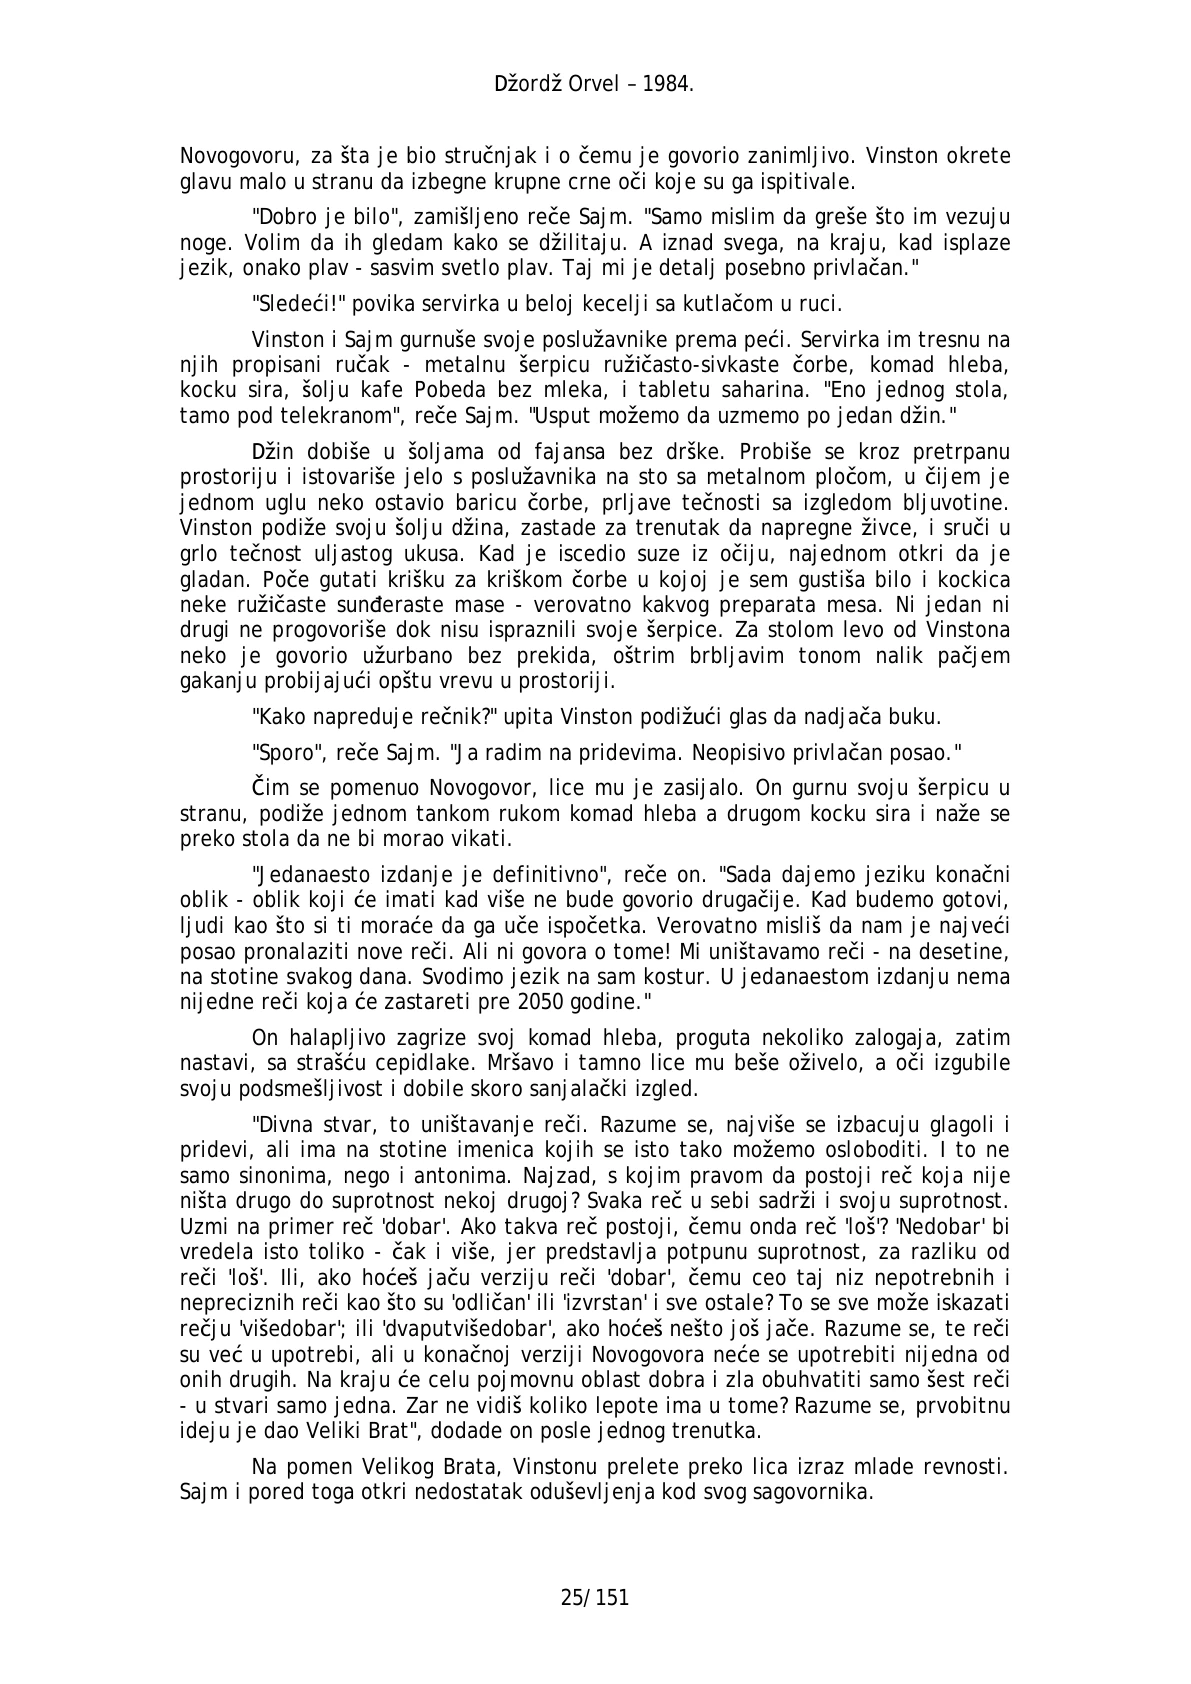 Džordž Orvel – 1984.
Novogovoru, za šta je bio stručnjak i o čemu je govorio zanimljivo. Vinston okrete
glavu malo u stranu da izbegne krupne crne oči koje su ga ispitivale.
"Dobro je bilo", zamišljeno reče Sajm. "Samo mislim da greše što im vezuju
noge. Volim da ih gledam kako se džilitaju. A iznad svega, na kraju, kad isplaze
jezik, onako plav - sasvim svetlo plav. Taj mi je detalj posebno privlačan."
"Sledeći!" povika servirka u beloj kecelji sa kutlačom u ruci.
Vinston i Sajm gurnuše svoje poslužavnike prema peći. Servirka im tresnu na
njih propisani ručak - metalnu šerpicu ružičasto-sivkaste čorbe, komad hleba,
kocku sira, šolju kafe Pobeda bez mleka, i tabletu saharina. "Eno jednog stola,
tamo pod telekranom", reče Sajm. "Usput možemo da uzmemo po jedan džin."
Džin dobiše u šoljama od fajansa bez drške. Probiše se kroz pretrpanu
prostoriju i istovariše jelo s poslužavnika na sto sa metalnom pločom, u čijem je
jednom uglu neko ostavio baricu čorbe, prljave tečnosti sa izgledom bljuvotine.
Vinston podiže svoju šolju džina, zastade za trenutak da napregne živce, i sruči u
grlo tečnost uljastog ukusa. Kad je iscedio suze iz očiju, najednom otkri da je
gladan. Poče gutati krišku za kriškom čorbe u kojoj je sem gustiša bilo i kockica
neke ružičaste sunđeraste mase - verovatno kakvog preparata mesa. Ni jedan ni
drugi ne progovoriše dok nisu ispraznili svoje šerpice. Za stolom levo od Vinstona
neko je govorio užurbano bez prekida, oštrim brbljavim tonom nalik pačjem
gakanju probijajući opštu vrevu u prostoriji.
"Kako napreduje rečnik?" upita Vinston podižući glas da nadjača buku.
"Sporo", reče Sajm. "Ja radim na pridevima. Neopisivo privlačan posao."
Čim se pomenuo Novogovor, lice mu je zasijalo. On gurnu svoju šerpicu u
stranu, podiže jednom tankom rukom komad hleba a drugom kocku sira i naže se
preko stola da ne bi morao vikati.
"Jedanaesto izdanje je definitivno", reče on. "Sada dajemo jeziku konačni
oblik - oblik koji će imati kad više ne bude govorio drugačije. Kad budemo gotovi,
ljudi kao što si ti moraće da ga uče ispočetka. Verovatno misliš da nam je najveći
posao pronalaziti nove reči. Ali ni govora o tome! Mi uništavamo reči - na desetine,
na stotine svakog dana. Svodimo jezik na sam kostur. U jedanaestom izdanju nema
nijedne reči koja će zastareti pre 2050 godine."
On halapljivo zagrize svoj komad hleba, proguta nekoliko zalogaja, zatim
nastavi, sa strašću cepidlake. Mršavo i tamno lice mu beše oživelo, a oči izgubile
svoju podsmešljivost i dobile skoro sanjalački izgled.
"Divna stvar, to uništavanje reči. Razume se, najviše se izbacuju glagoli i
pridevi, ali ima na stotine imenica kojih se isto tako možemo osloboditi. I to ne
samo sinonima, nego i antonima. Najzad, s kojim pravom da postoji reč koja nije
ništa drugo do suprotnost nekoj drugoj? Svaka reč u sebi sadrži i svoju suprotnost.
Uzmi na primer reč 'dobar'. Ako takva reč postoji, čemu onda reč 'loš'? 'Nedobar' bi
vredela isto toliko - čak i više, jer predstavlja potpunu suprotnost, za razliku od
reči 'loš'. Ili, ako hoćeš jaču verziju reči 'dobar', čemu ceo taj niz nepotrebnih i
nepreciznih reči kao što su 'odličan' ili 'izvrstan' i sve ostale? To se sve može iskazati
rečju 'višedobar'; ili 'dvaputvišedobar', ako hoćeš nešto još jače. Razume se, te reči
su već u upotrebi, ali u konačnoj verziji Novogovora neće se upotrebiti nijedna od
onih drugih. Na kraju će celu pojmovnu oblast dobra i zla obuhvatiti samo šest reči
- u stvari samo jedna. Zar ne vidiš koliko lepote ima u tome? Razume se, prvobitnu
ideju je dao Veliki Brat", dodade on posle jednog trenutka.
Na pomen Velikog Brata, Vinstonu prelete preko lica izraz mlade revnosti.
Sajm i pored toga otkri nedostatak oduševljenja kod svog sagovornika.
25/151